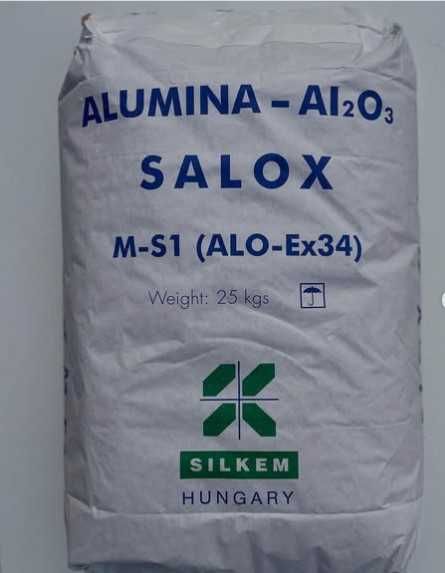 ALUMINA – Al₂O₃
SALOX
M-S1 (ALO-Ex34)
Weight: 25 kgs
SILKEM
HUNGARY